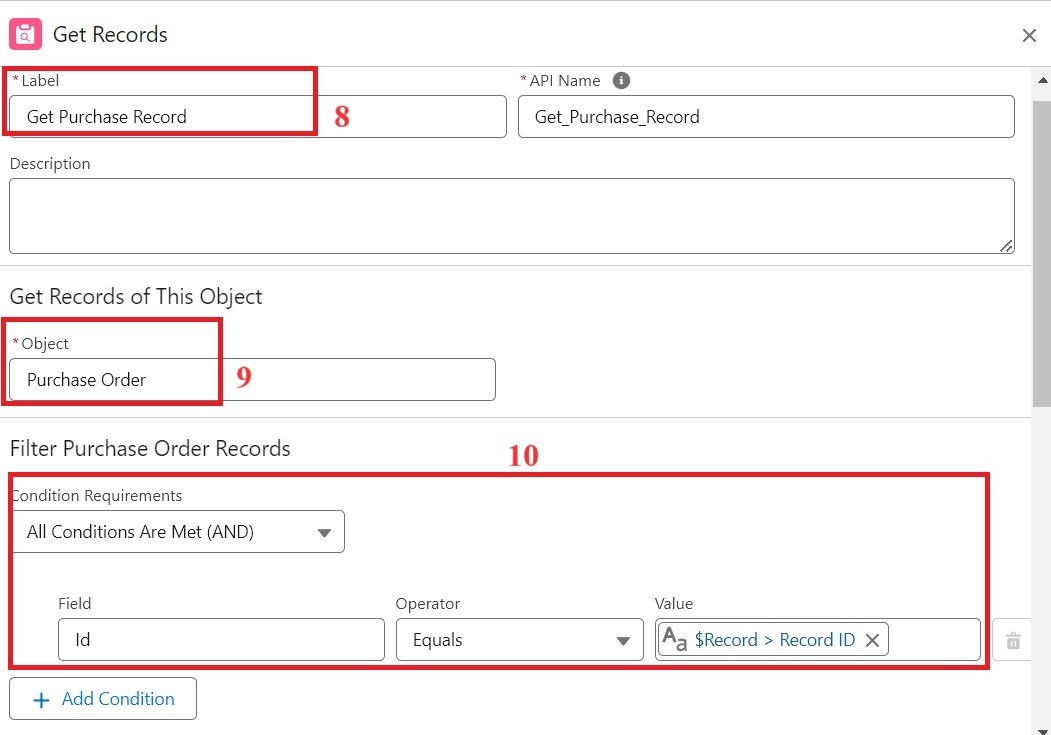 Get Records
* Label
* API Name
Get Purchase Record
8
Get_Purchase_Record
Description
Get Records of This Object
* Object
Purchase Order
9
Filter Purchase Order Records
10
Condition Requirements
All Conditions Are Met (AND)
Field
Operator
Value
Id
Equals
Aa $Record > Record ID
+ Add Condition